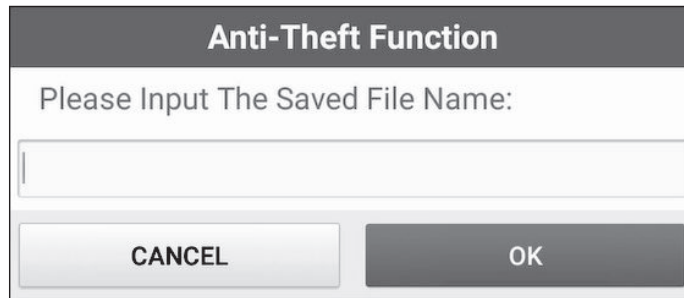 Anti-Theft Function
Please Input The Saved File Name:
CANCEL
OK